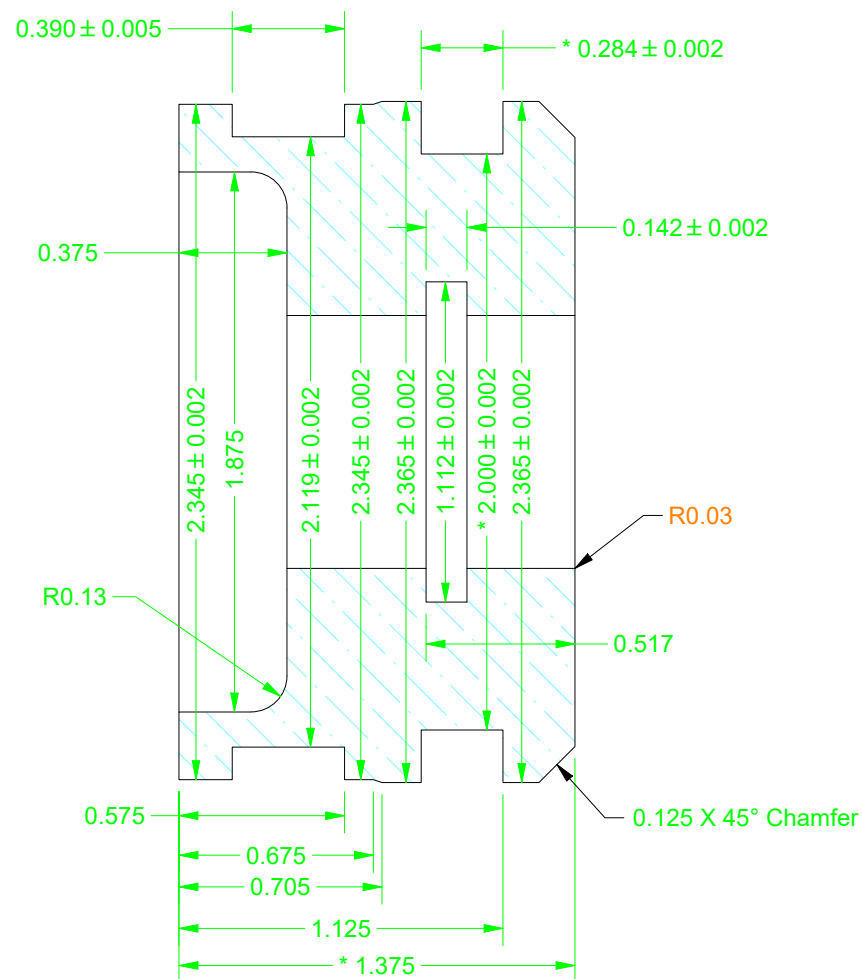 0.390 ± 0.005
* 0.284 ± 0.002
0.142 ± 0.002
0.375
2.345 ± 0.002
1.875
2.119 ± 0.002
2.345 ± 0.002
2.365 ± 0.002
1.112 ± 0.002
* 2.000 ± 0.002
2.365 ± 0.002
R0.03
R0.13
0.517
0.575
0.125 X 45° Chamfer
0.675
0.705
1.125
* 1.375